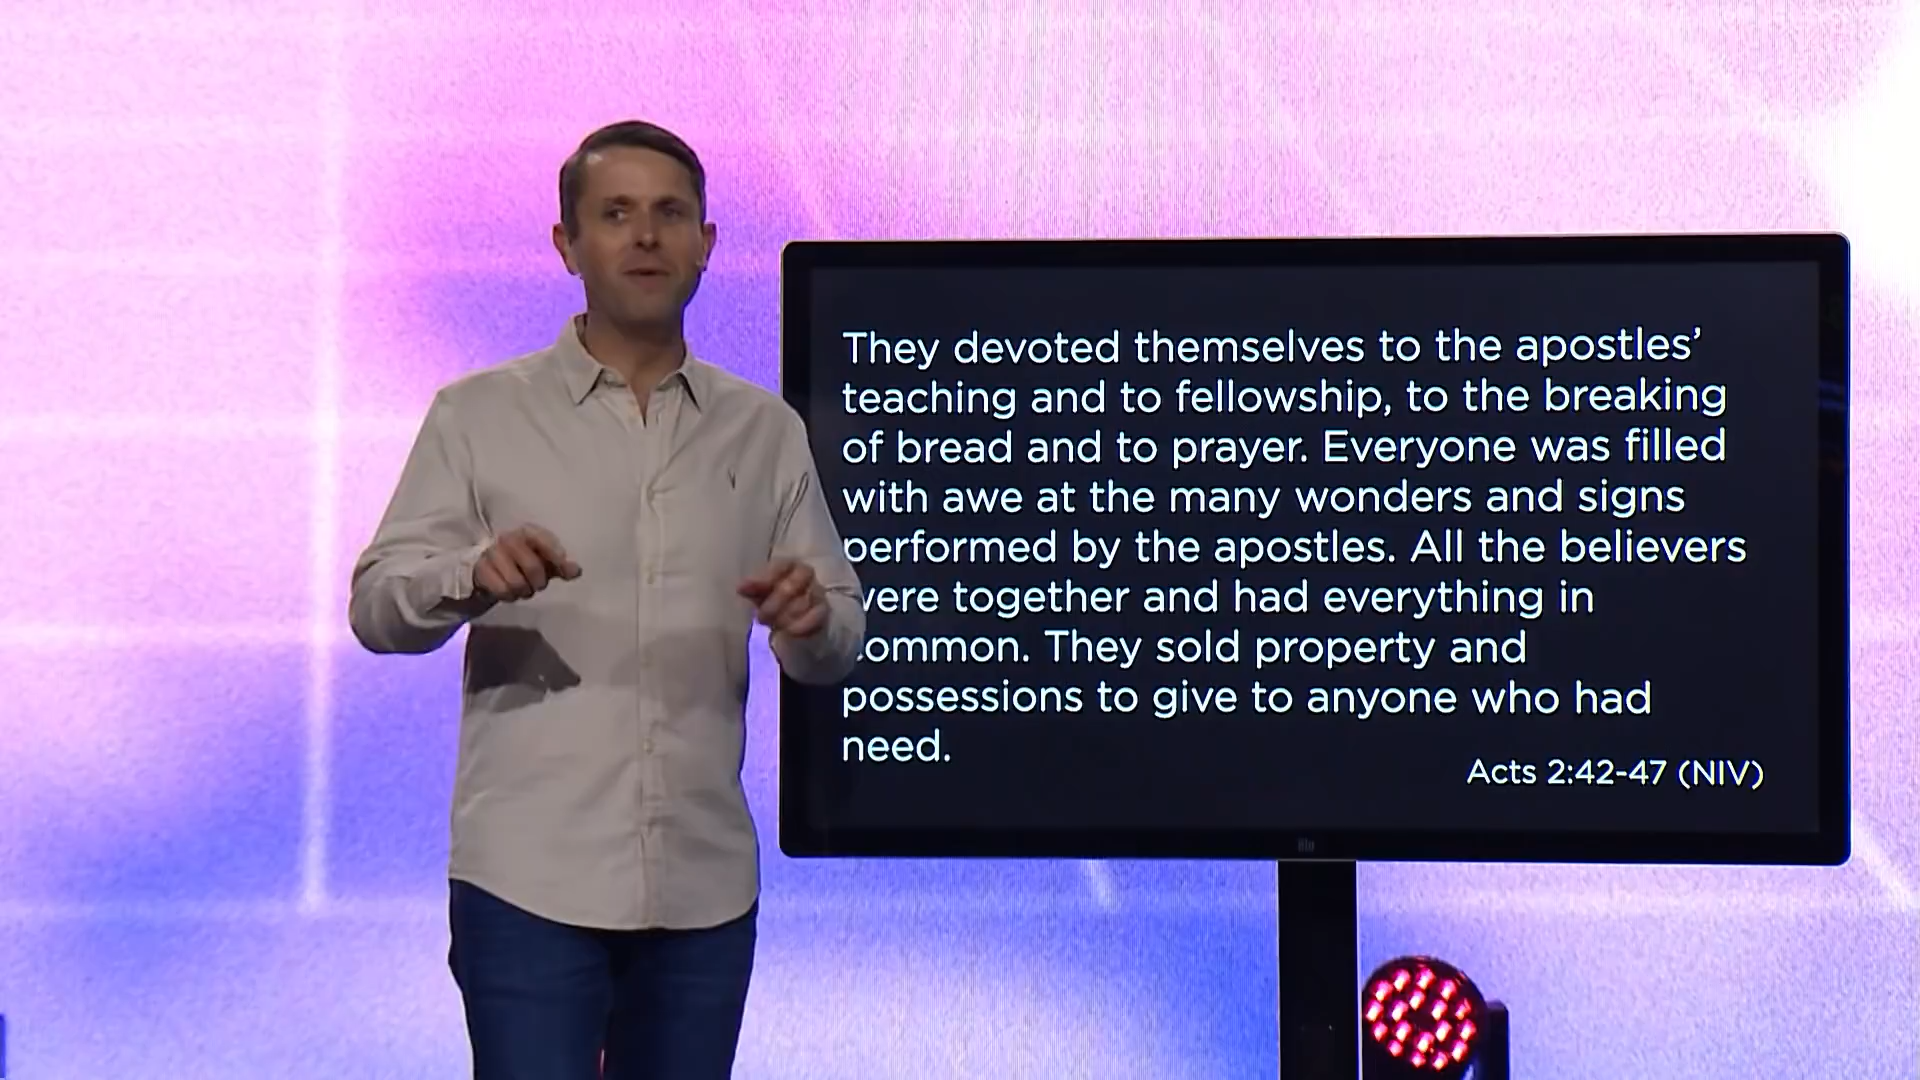 They devoted themselves to the apostles’
teaching and to fellowship, to the breaking
of bread and to prayer. Everyone was filled
with awe at the many wonders and signs
performed by the apostles. All the believers
were together and had everything in
common. They sold property and
possessions to give to anyone who had
need.
Acts 2:42-47 (NIV)
elo